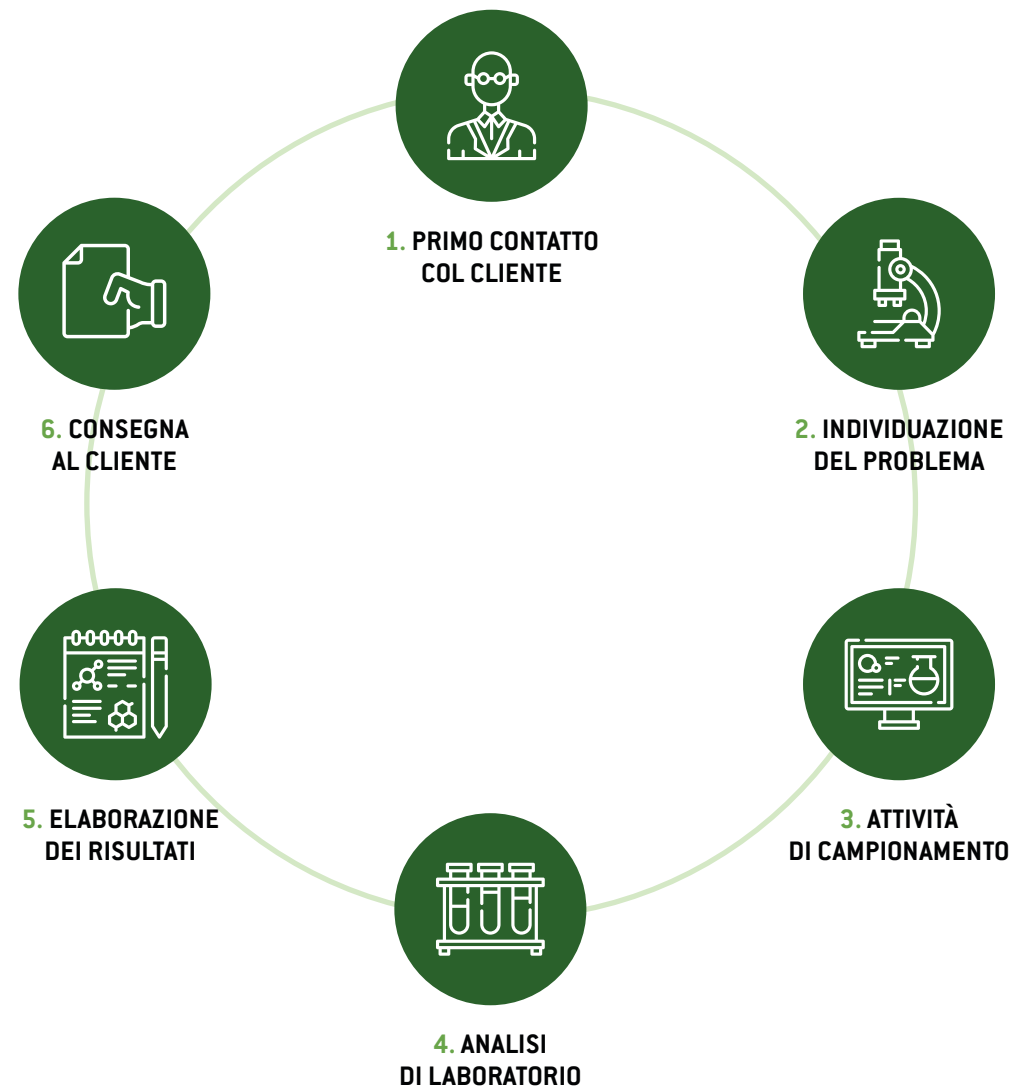 1. PRIMO CONTATTO
COL CLIENTE
2. INDIVIDUAZIONE
DEL PROBLEMA
3. ATTIVITÀ
DI CAMPIONAMENTO
4. ANALISI
DI LABORATORIO
5. ELABORAZIONE
DEI RISULTATI
6. CONSEGNA
AL CLIENTE